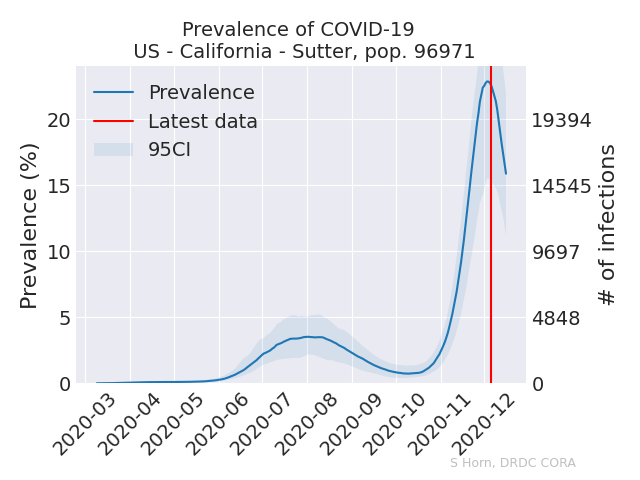 Prevalence of COVID-19
US - California - Sutter, pop. 96971
Prevalence
Latest data
95CI
Prevalence (%)
20
15
10
5
0
19394
14545
9697
4848
0
# of infections
2020-03
2020-04
2020-05
2020-06
2020-07
2020-08
2020-09
2020-10
2020-11
2020-12
S Horn, DRDC CORA